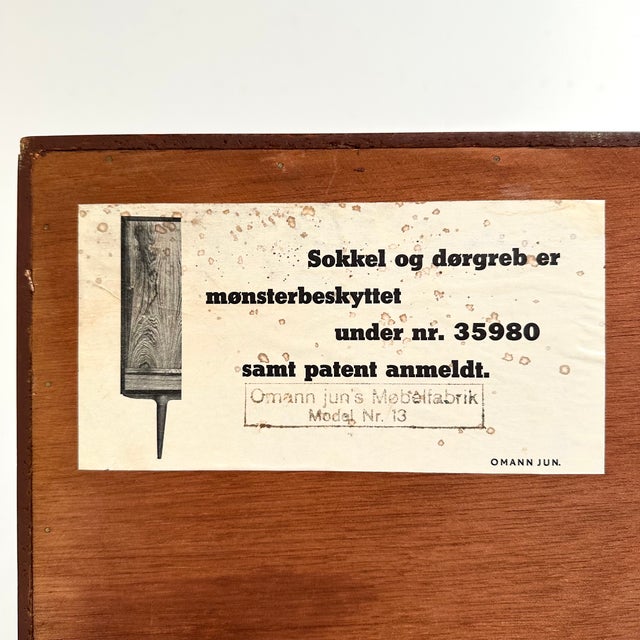 Sokkel og dørgreb er
mønsterbeskyttet
under nr. 35980
samt patent anmeldt.
Omann jun's Møbelfabrik
Model Nr. 13
OMANN JUN.